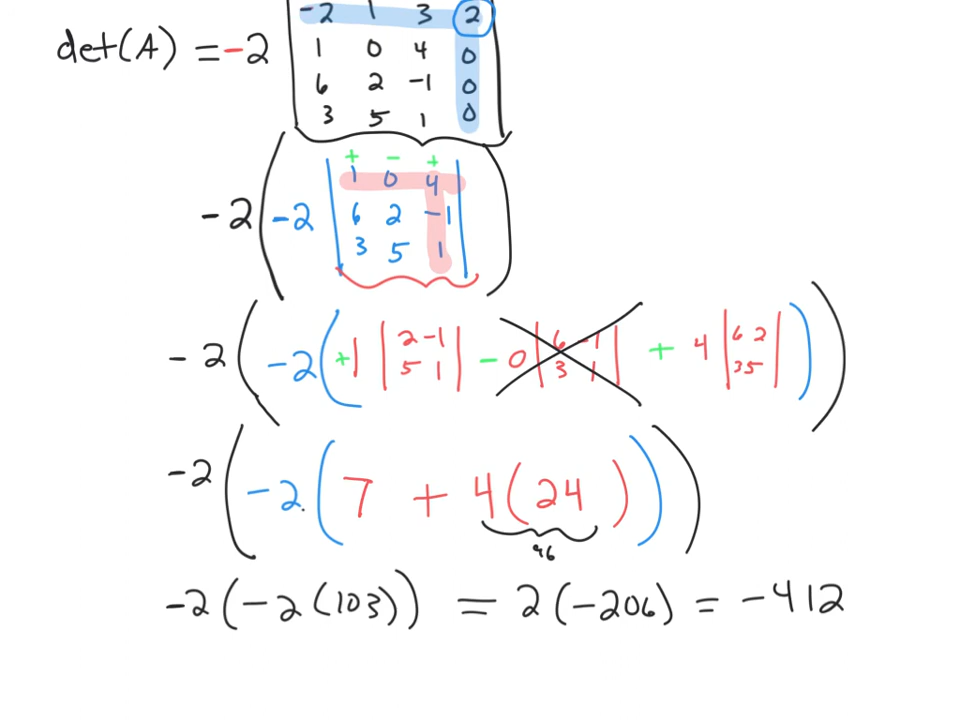 -2 1 3 2
det(A) = -2 | 1 0 4 0
6 2 -1 0
3 5 1 0 |
+ - +
1 0 4
-2 ( -2 | 6 2 -1
3 5 1 | )
-2 ( -2 ( +1 | 2 -1 | - 0 | 6 -1 | + 4 | 6 2 | ) )
5 1 3 1 3 5
-2 ( -2. ( 7 + 4 ( 24 ) ) )
96
-2 ( -2 (103) ) = 2 (-206) = -412